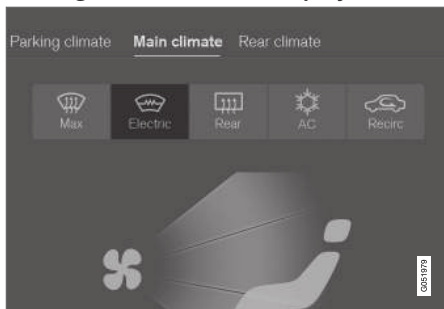 Parking climate Main climate Rear climate
Max Electric Rear AC Recirc
G051979